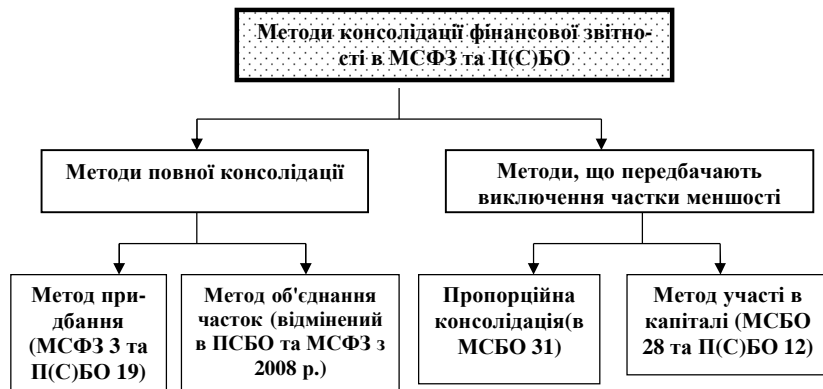 Методи консолідації фінансової звітно-
сті в МСФЗ та П(С)БО
Методи повної консолідації
Методи, що передбачають
виключення частки меншості
Метод при-
дбання
(МСФЗ 3 та
П(С)БО 19)
Метод об'єднання
часток (відмінений
в ПСБО та МСФЗ з
2008 р.)
Пропорційна
консолідація(в
МСБО 31)
Метод участі в
капіталі (МСБО
28 та П(С)БО 12)